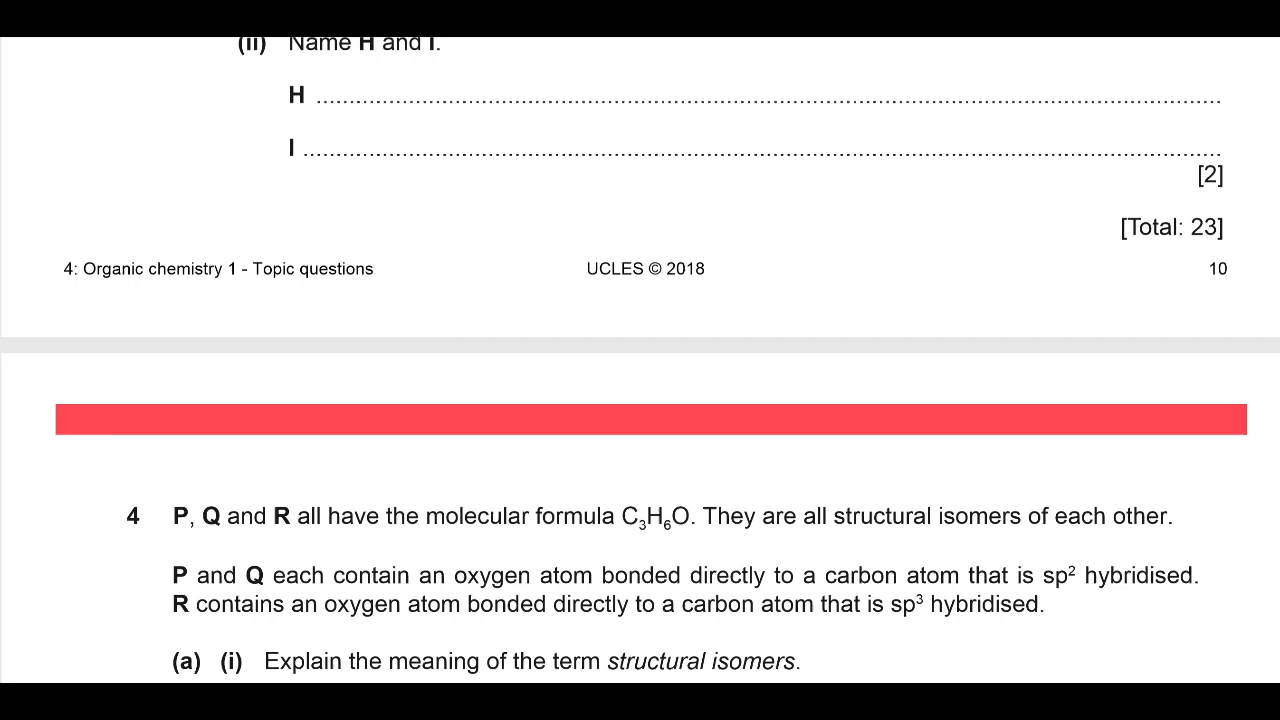 (ii) Name H and I.
H ........................................................................................................................................
I ........................................................................................................................................
[2]
[Total: 23]
4: Organic chemistry 1 - Topic questions UCLES © 2018 10
4 P, Q and R all have the molecular formula C₃H₆O. They are all structural isomers of each other.
P and Q each contain an oxygen atom bonded directly to a carbon atom that is sp² hybridised.
R contains an oxygen atom bonded directly to a carbon atom that is sp³ hybridised.
(a) (i) Explain the meaning of the term structural isomers.